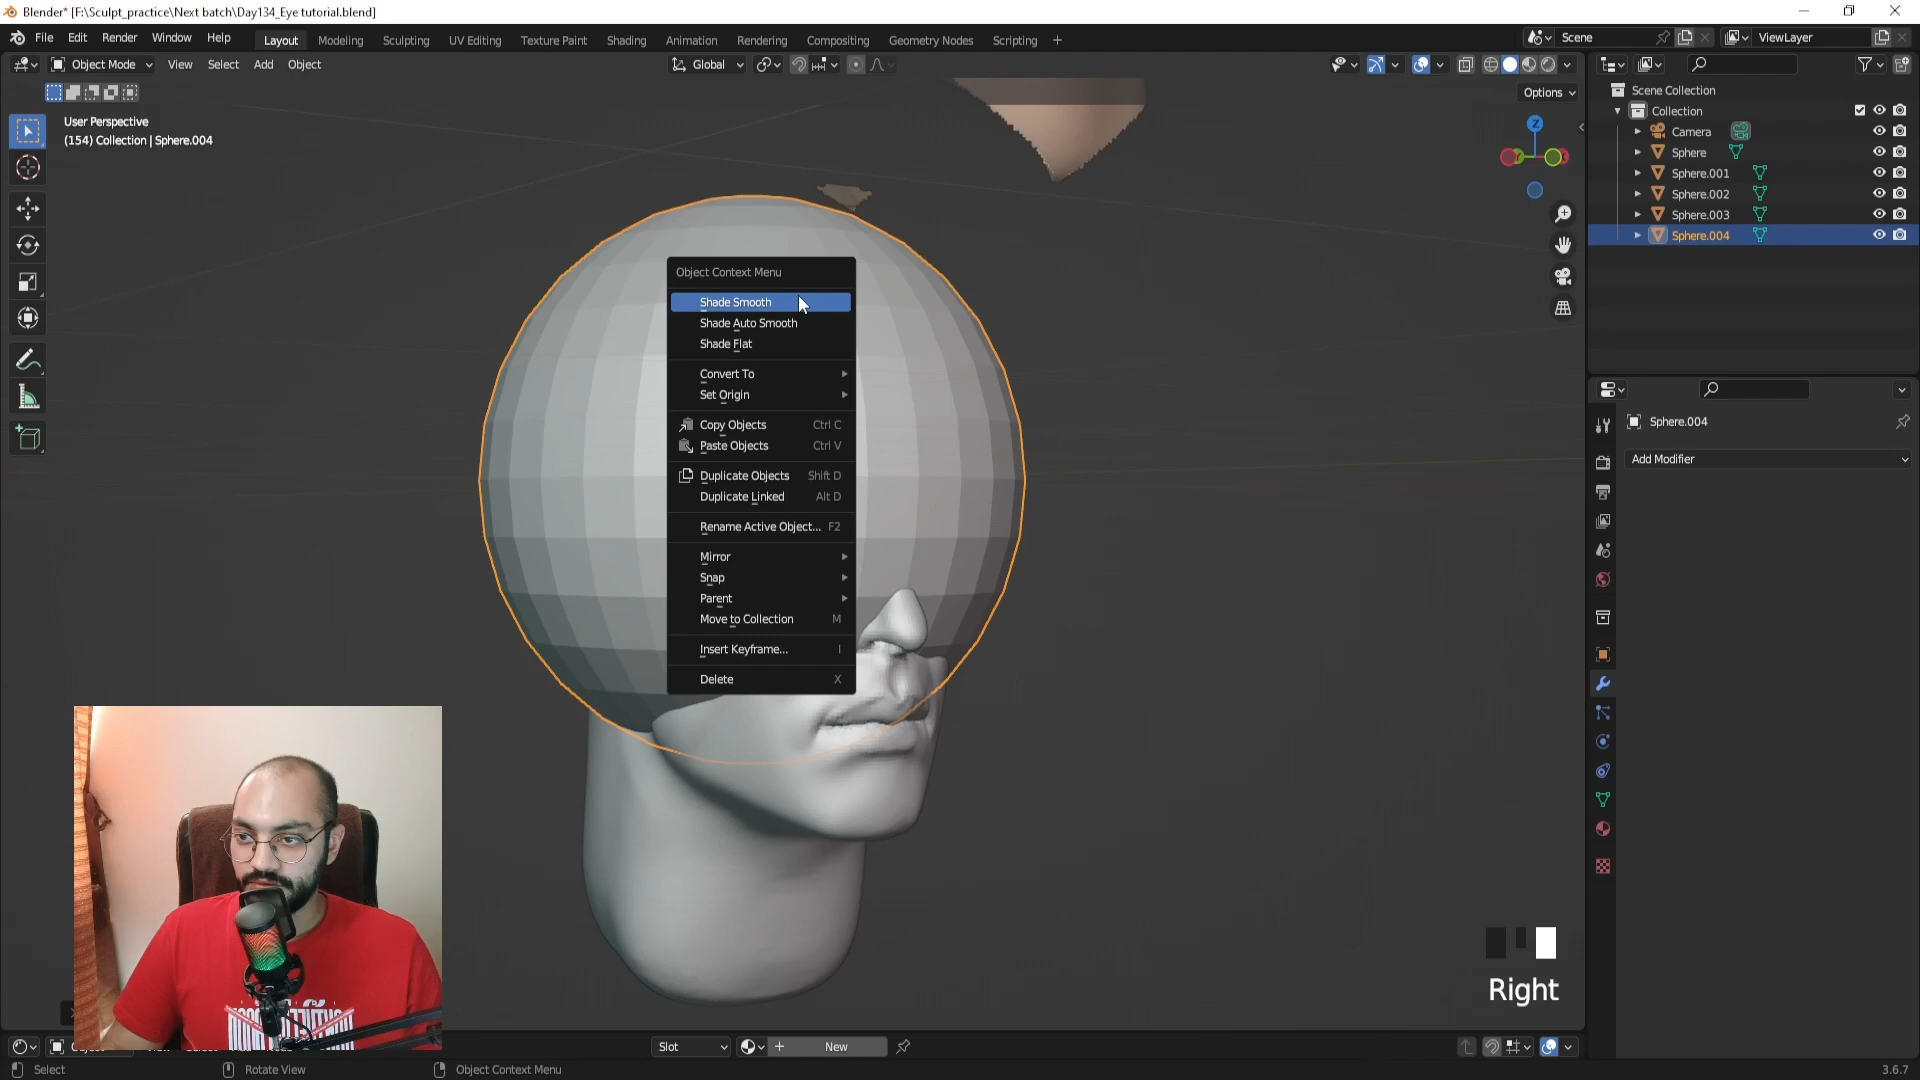 Blender* [F:\Sculpt_practice\Next batch\Day134_Eye tutorial.blend]
File Edit Render Window Help Layout Modeling Sculpting UV Editing Texture Paint Shading Animation Rendering Compositing Geometry Nodes Scripting + Scene ViewLayer
Object Mode View Select Add Object Global
Options
User Perspective
(154) Collection | Sphere.004
Z
Scene Collection
Collection
Camera
Sphere
Sphere.001
Sphere.002
Sphere.003
Sphere.004
Object Context Menu
Shade Smooth
Shade Auto Smooth
Shade Flat
Convert To
Set Origin
Copy Objects Ctrl C
Paste Objects Ctrl V
Duplicate Objects Shift D
Duplicate Linked Alt D
Rename Active Object... F2
Mirror
Snap
Parent
Move to Collection M
Insert Keyframe... I
Delete X
Sphere.004
Add Modifier
Right
Slot New
Select Rotate View Object Context Menu 3.6.7